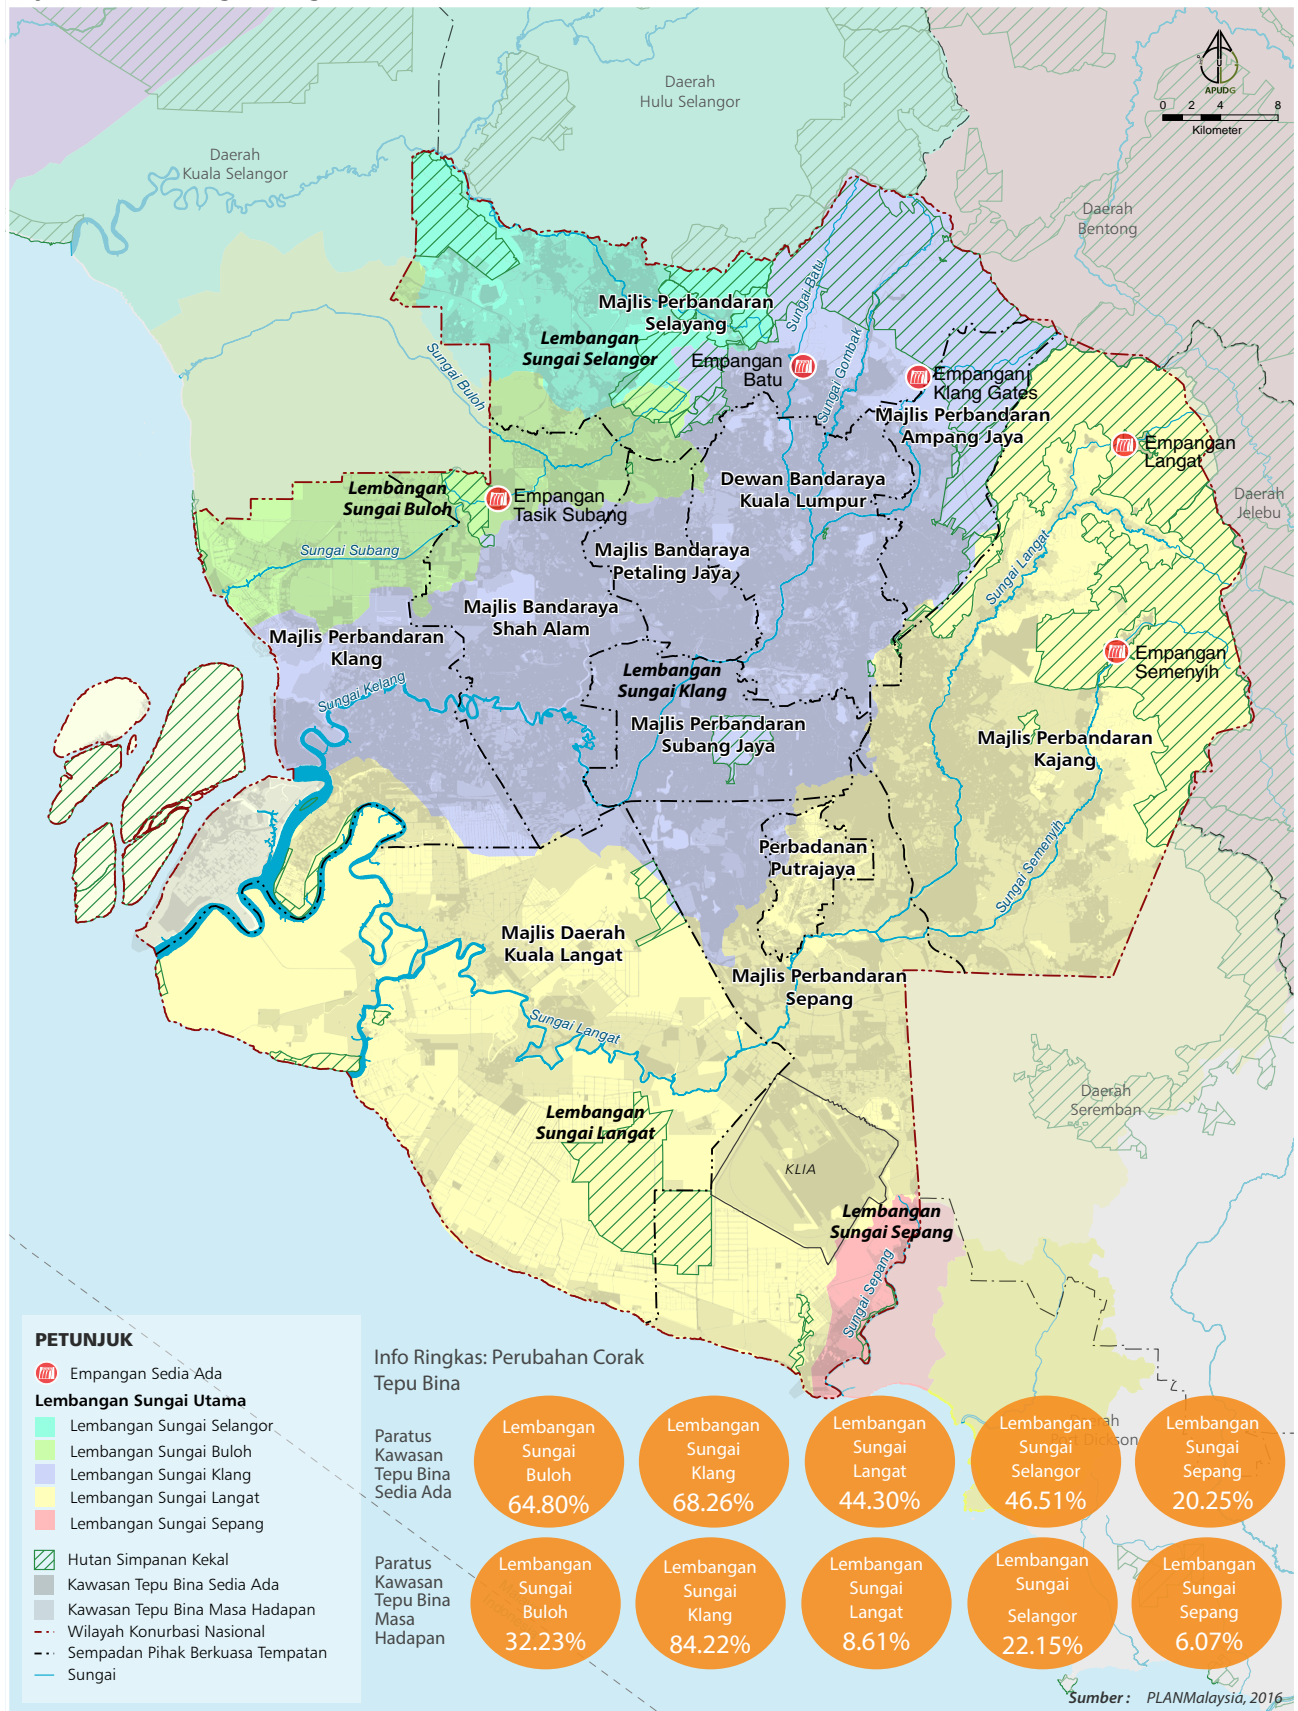 APUDG
0 2 4 8
Kilometer
Daerah
Hulu Selangor
Daerah
Kuala Selangor
Daerah
Bentong
Majlis Perbandaran
Selayang
Sungai Batu
Lembangan
Sungai Selangor
Sungai Gombak
Sungai Buloh
Empangan
Batu
Empangan
Klang Gates
Majlis Perbandaran
Ampang Jaya
Empangan
Langat
Dewan Bandaraya
Kuala Lumpur
Lembangan
Sungai Buloh
Empangan
Tasik Subang
Daerah
Jelebu
Sungai Subang
Majlis Bandaraya
Petaling Jaya
Sungai Langat
Majlis Bandaraya
Shah Alam
Majlis Perbandaran
Klang
Empangan
Semenyih
Lembangan
Sungai Klang
Sungai Kelang
Majlis Perbandaran
Subang Jaya
Majlis Perbandaran
Kajang
Perbadanan
Putrajaya
Sungai Semenyih
Majlis Daerah
Kuala Langat
Majlis Perbandaran
Sepang
Sungai Langat
Daerah
Seremban
Lembangan
Sungai Langat
KLIA
Lembangan
Sungai Sepang
Sungai Sepang
Daerah
Port Dickson
PETUNJUK
Empangan Sedia Ada
Lembangan Sungai Utama
Lembangan Sungai Selangor
Lembangan Sungai Buloh
Lembangan Sungai Klang
Lembangan Sungai Langat
Lembangan Sungai Sepang
Hutan Simpanan Kekal
Kawasan Tepu Bina Sedia Ada
Kawasan Tepu Bina Masa Hadapan
Wilayah Konurbasi Nasional
Sempadan Pihak Berkuasa Tempatan
Sungai
Info Ringkas: Perubahan Corak
Tepu Bina
Paratus
Kawasan
Tepu Bina
Sedia Ada
Lembangan
Sungai
Buloh
64.80%
Lembangan
Sungai
Klang
68.26%
Lembangan
Sungai
Langat
44.30%
Lembangan
Sungai
Selangor
46.51%
Lembangan
Sungai
Sepang
20.25%
Paratus
Kawasan
Tepu Bina
Masa
Hadapan
Lembangan
Sungai
Buloh
32.23%
Lembangan
Sungai
Klang
84.22%
Lembangan
Sungai
Langat
8.61%
Lembangan
Sungai
Selangor
22.15%
Lembangan
Sungai
Sepang
6.07%
Sumber : PLANMalaysia, 2016